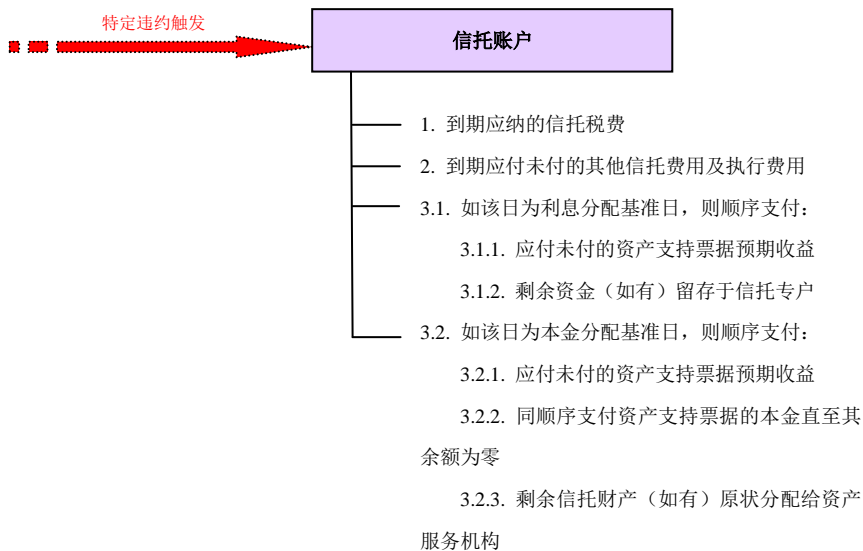 特定违约触发
信托账户
1. 到期应纳的信托税费
2. 到期应付未付的其他信托费用及执行费用
3.1. 如该日为利息分配基准日，则顺序支付：
3.1.1. 应付未付的资产支持票据预期收益
3.1.2. 剩余资金（如有）留存于信托专户
3.2. 如该日为本金分配基准日，则顺序支付：
3.2.1. 应付未付的资产支持票据预期收益
3.2.2. 同顺序支付资产支持票据的本金直至其
余额为零
3.2.3. 剩余信托财产（如有）原状分配给资产
服务机构